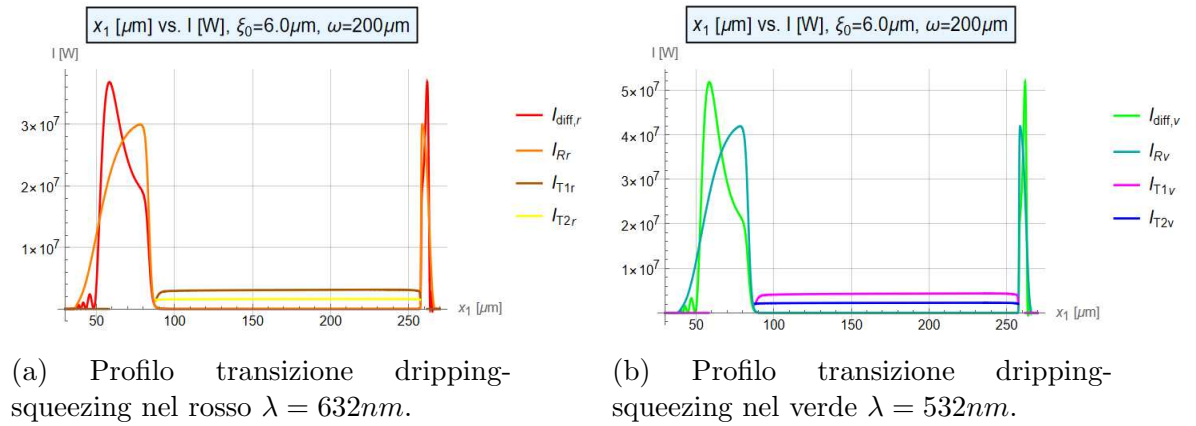 x₁ [μm] vs. I [W], ξ₀=6.0μm, ω=200μm
I [W]
3×10⁷
2×10⁷
1×10⁷
50 100 150 200 250
x₁ [μm]
I_diff,r
I_Rr
I_T1r
I_T2r
(a) Profilo transizione dripping-
squeezing nel rosso λ = 632nm.
x₁ [μm] vs. I [W], ξ₀=6.0μm, ω=200μm
I [W]
5×10⁷
4×10⁷
3×10⁷
2×10⁷
1×10⁷
50 100 150 200 250
x₁ [μm]
I_diff,v
I_Rv
I_T1v
I_T2v
(b) Profilo transizione dripping-
squeezing nel verde λ = 532nm.